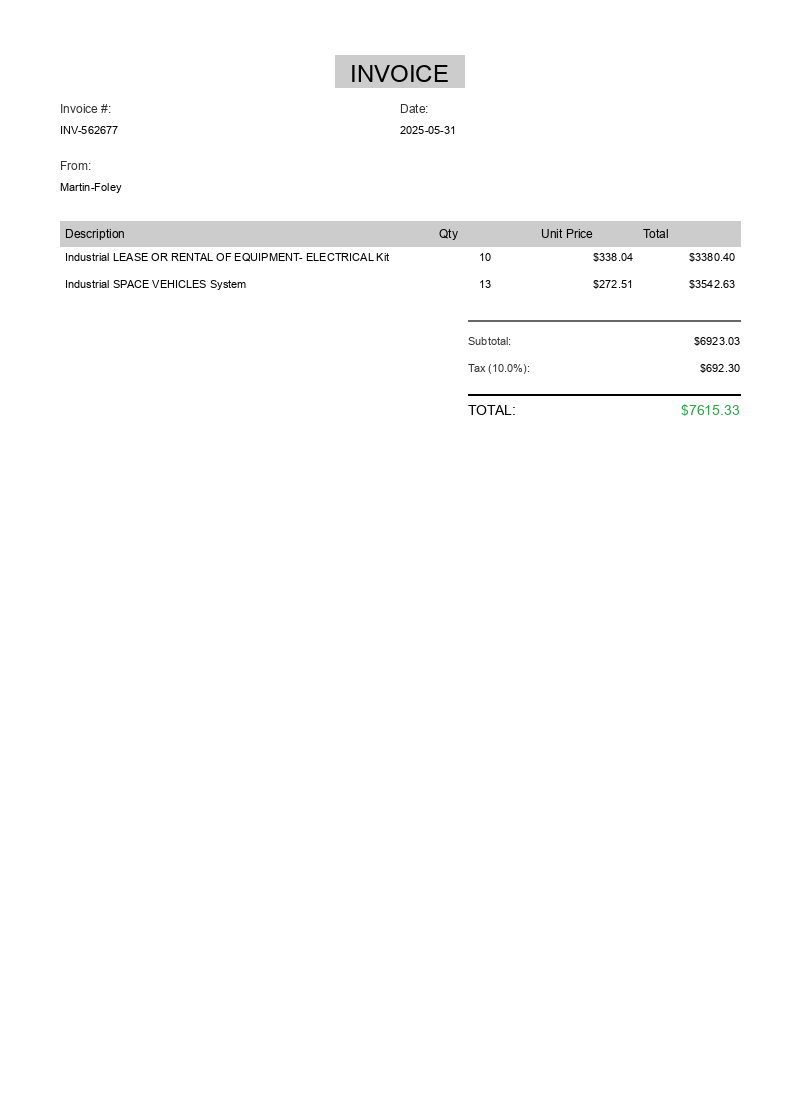 INVOICE
Invoice #: Date:
INV-562677 2025-05-31
From:
Martin-Foley
Description Qty Unit Price Total
Industrial LEASE OR RENTAL OF EQUIPMENT- ELECTRICAL Kit 10 $338.04 $3380.40
Industrial SPACE VEHICLES System 13 $272.51 $3542.63
Subtotal: $6923.03
Tax (10.0%): $692.30
TOTAL: $7615.33